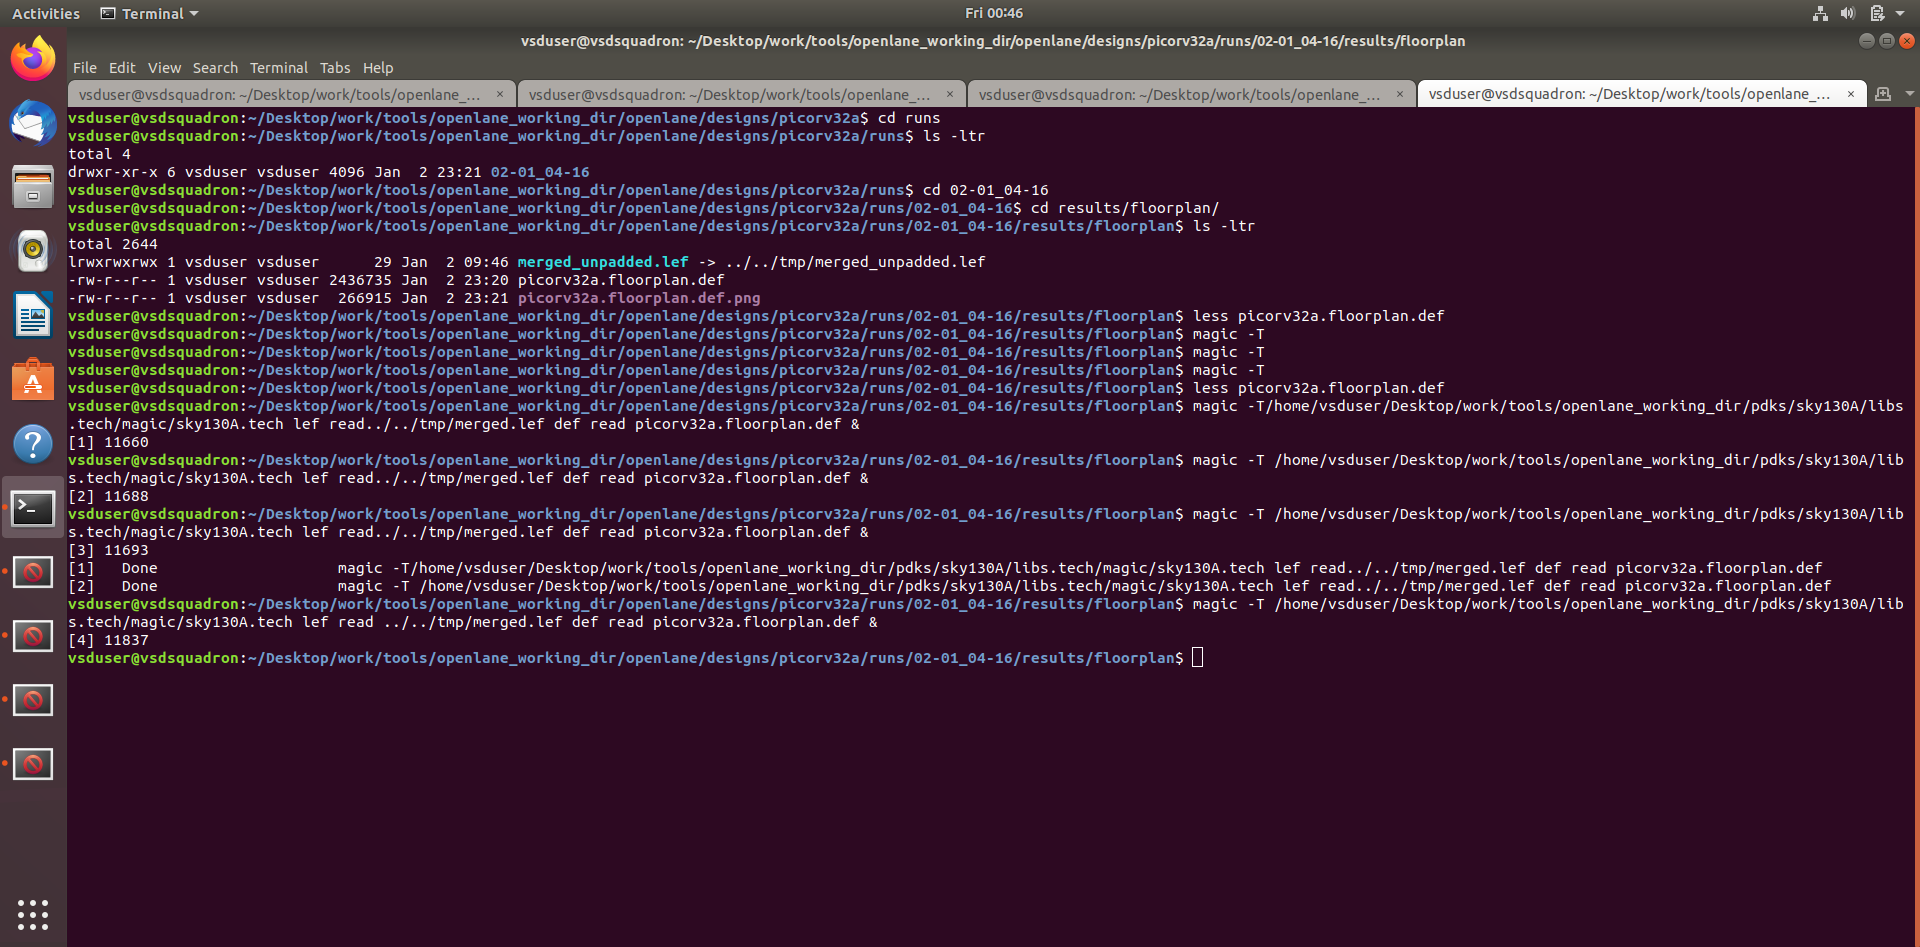 Activities Terminal Fri 00:46
vsduser@vsdsquadron: ~/Desktop/work/tools/openlane_working_dir/openlane/designs/picorv32a/runs/02-01_04-16/results/floorplan
File Edit View Search Terminal Tabs Help
vsduser@vsdsquadron: ~/Desktop/work/tools/openlane_... × vsduser@vsdsquadron: ~/Desktop/work/tools/openlane_... × vsduser@vsdsquadron: ~/Desktop/work/tools/openlane_... × vsduser@vsdsquadron: ~/Desktop/work/tools/openlane_... ×
vsduser@vsdsquadron:~/Desktop/work/tools/openlane_working_dir/openlane/designs/picorv32a$ cd runs
vsduser@vsdsquadron:~/Desktop/work/tools/openlane_working_dir/openlane/designs/picorv32a/runs$ ls -ltr
total 4
drwxr-xr-x 6 vsduser vsduser 4096 Jan  2 23:21 02-01_04-16
vsduser@vsdsquadron:~/Desktop/work/tools/openlane_working_dir/openlane/designs/picorv32a/runs$ cd 02-01_04-16
vsduser@vsdsquadron:~/Desktop/work/tools/openlane_working_dir/openlane/designs/picorv32a/runs/02-01_04-16$ cd results/floorplan/
vsduser@vsdsquadron:~/Desktop/work/tools/openlane_working_dir/openlane/designs/picorv32a/runs/02-01_04-16/results/floorplan$ ls -ltr
total 2644
lrwxrwxrwx 1 vsduser vsduser      29 Jan  2 09:46 merged_unpadded.lef -> ../../tmp/merged_unpadded.lef
-rw-r--r-- 1 vsduser vsduser 2436735 Jan  2 23:20 picorv32a.floorplan.def
-rw-r--r-- 1 vsduser vsduser  266915 Jan  2 23:21 picorv32a.floorplan.def.png
vsduser@vsdsquadron:~/Desktop/work/tools/openlane_working_dir/openlane/designs/picorv32a/runs/02-01_04-16/results/floorplan$ less picorv32a.floorplan.def
vsduser@vsdsquadron:~/Desktop/work/tools/openlane_working_dir/openlane/designs/picorv32a/runs/02-01_04-16/results/floorplan$ magic -T
vsduser@vsdsquadron:~/Desktop/work/tools/openlane_working_dir/openlane/designs/picorv32a/runs/02-01_04-16/results/floorplan$ magic -T
vsduser@vsdsquadron:~/Desktop/work/tools/openlane_working_dir/openlane/designs/picorv32a/runs/02-01_04-16/results/floorplan$ magic -T
vsduser@vsdsquadron:~/Desktop/work/tools/openlane_working_dir/openlane/designs/picorv32a/runs/02-01_04-16/results/floorplan$ less picorv32a.floorplan.def
vsduser@vsdsquadron:~/Desktop/work/tools/openlane_working_dir/openlane/designs/picorv32a/runs/02-01_04-16/results/floorplan$ magic -T/home/vsduser/Desktop/work/tools/openlane_working_dir/pdks/sky130A/libs
.tech/magic/sky130A.tech lef read../../tmp/merged.lef def read picorv32a.floorplan.def &
[1] 11660
vsduser@vsdsquadron:~/Desktop/work/tools/openlane_working_dir/openlane/designs/picorv32a/runs/02-01_04-16/results/floorplan$ magic -T /home/vsduser/Desktop/work/tools/openlane_working_dir/pdks/sky130A/lib
s.tech/magic/sky130A.tech lef read../../tmp/merged.lef def read picorv32a.floorplan.def &
[2] 11688
vsduser@vsdsquadron:~/Desktop/work/tools/openlane_working_dir/openlane/designs/picorv32a/runs/02-01_04-16/results/floorplan$ magic -T /home/vsduser/Desktop/work/tools/openlane_working_dir/pdks/sky130A/lib
s.tech/magic/sky130A.tech lef read../../tmp/merged.lef def read picorv32a.floorplan.def &
[3] 11693
[1]   Done                    magic -T/home/vsduser/Desktop/work/tools/openlane_working_dir/pdks/sky130A/libs.tech/magic/sky130A.tech lef read../../tmp/merged.lef def read picorv32a.floorplan.def
[2]   Done                    magic -T /home/vsduser/Desktop/work/tools/openlane_working_dir/pdks/sky130A/libs.tech/magic/sky130A.tech lef read../../tmp/merged.lef def read picorv32a.floorplan.def
vsduser@vsdsquadron:~/Desktop/work/tools/openlane_working_dir/openlane/designs/picorv32a/runs/02-01_04-16/results/floorplan$ magic -T /home/vsduser/Desktop/work/tools/openlane_working_dir/pdks/sky130A/lib
s.tech/magic/sky130A.tech lef read ../../tmp/merged.lef def read picorv32a.floorplan.def &
[4] 11837
vsduser@vsdsquadron:~/Desktop/work/tools/openlane_working_dir/openlane/designs/picorv32a/runs/02-01_04-16/results/floorplan$